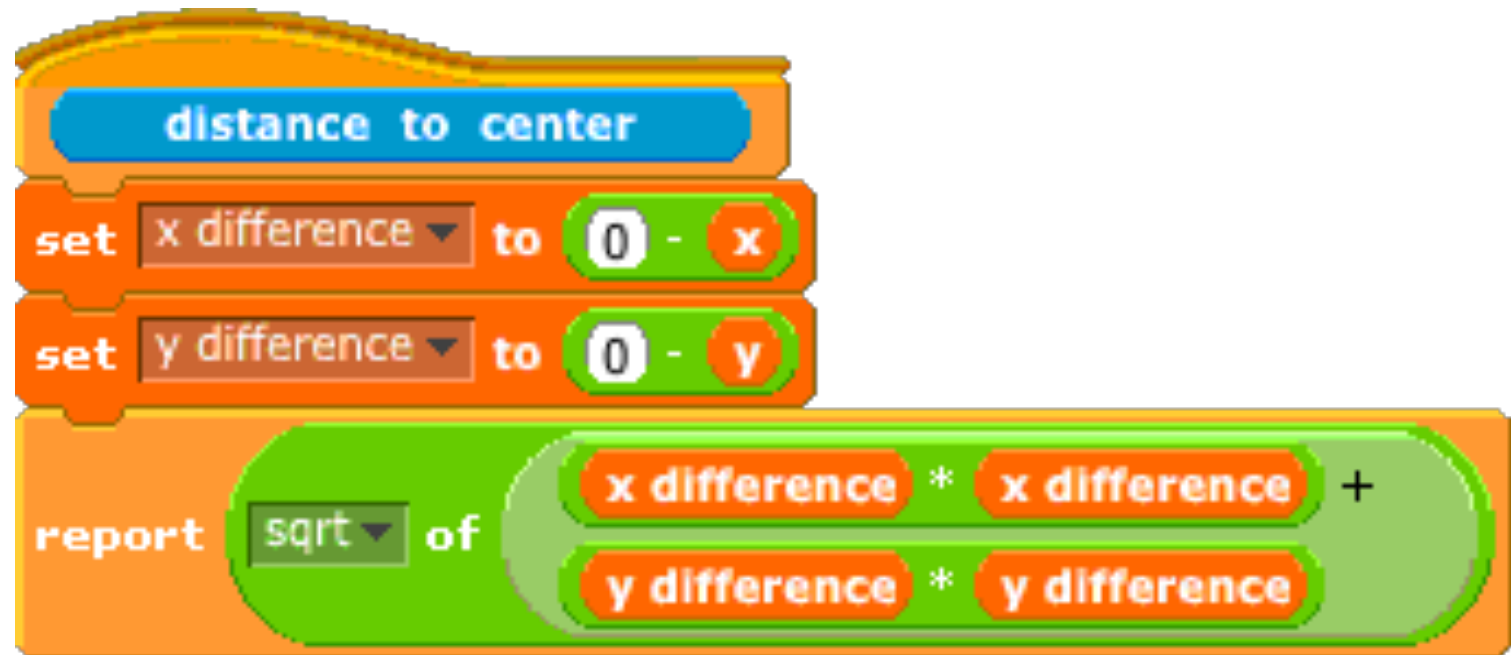 distance to center
set x difference to 0 - x
set y difference to 0 - y
report sqrt of x difference * x difference +
y difference * y difference